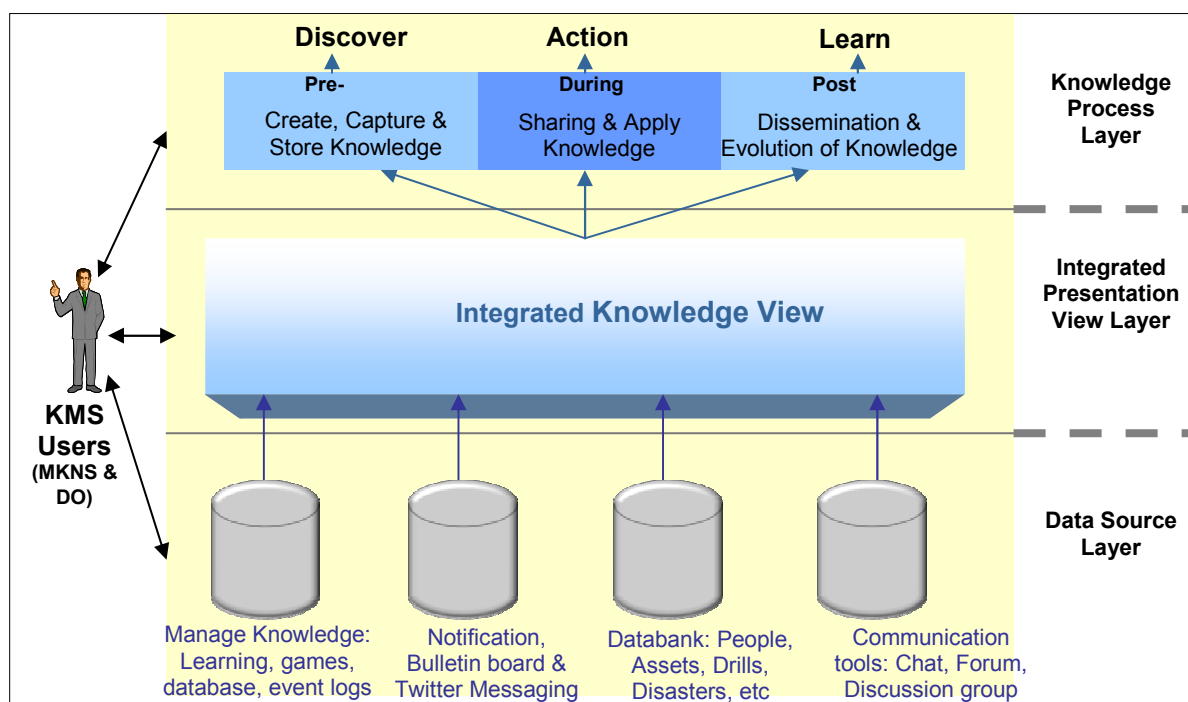 Discover
Action
Learn
Pre-
During
Post
Create, Capture &
Store Knowledge
Sharing & Apply
Knowledge
Dissemination &
Evolution of Knowledge
Knowledge
Process
Layer
Integrated Knowledge View
Integrated
Presentation
View Layer
KMS
Users
(MKNS &
DO)
Data Source
Layer
Manage Knowledge:
Learning, games,
database, event logs
Notification,
Bulletin board &
Twitter Messaging
Databank: People,
Assets, Drills,
Disasters, etc
Communication
tools: Chat, Forum,
Discussion group